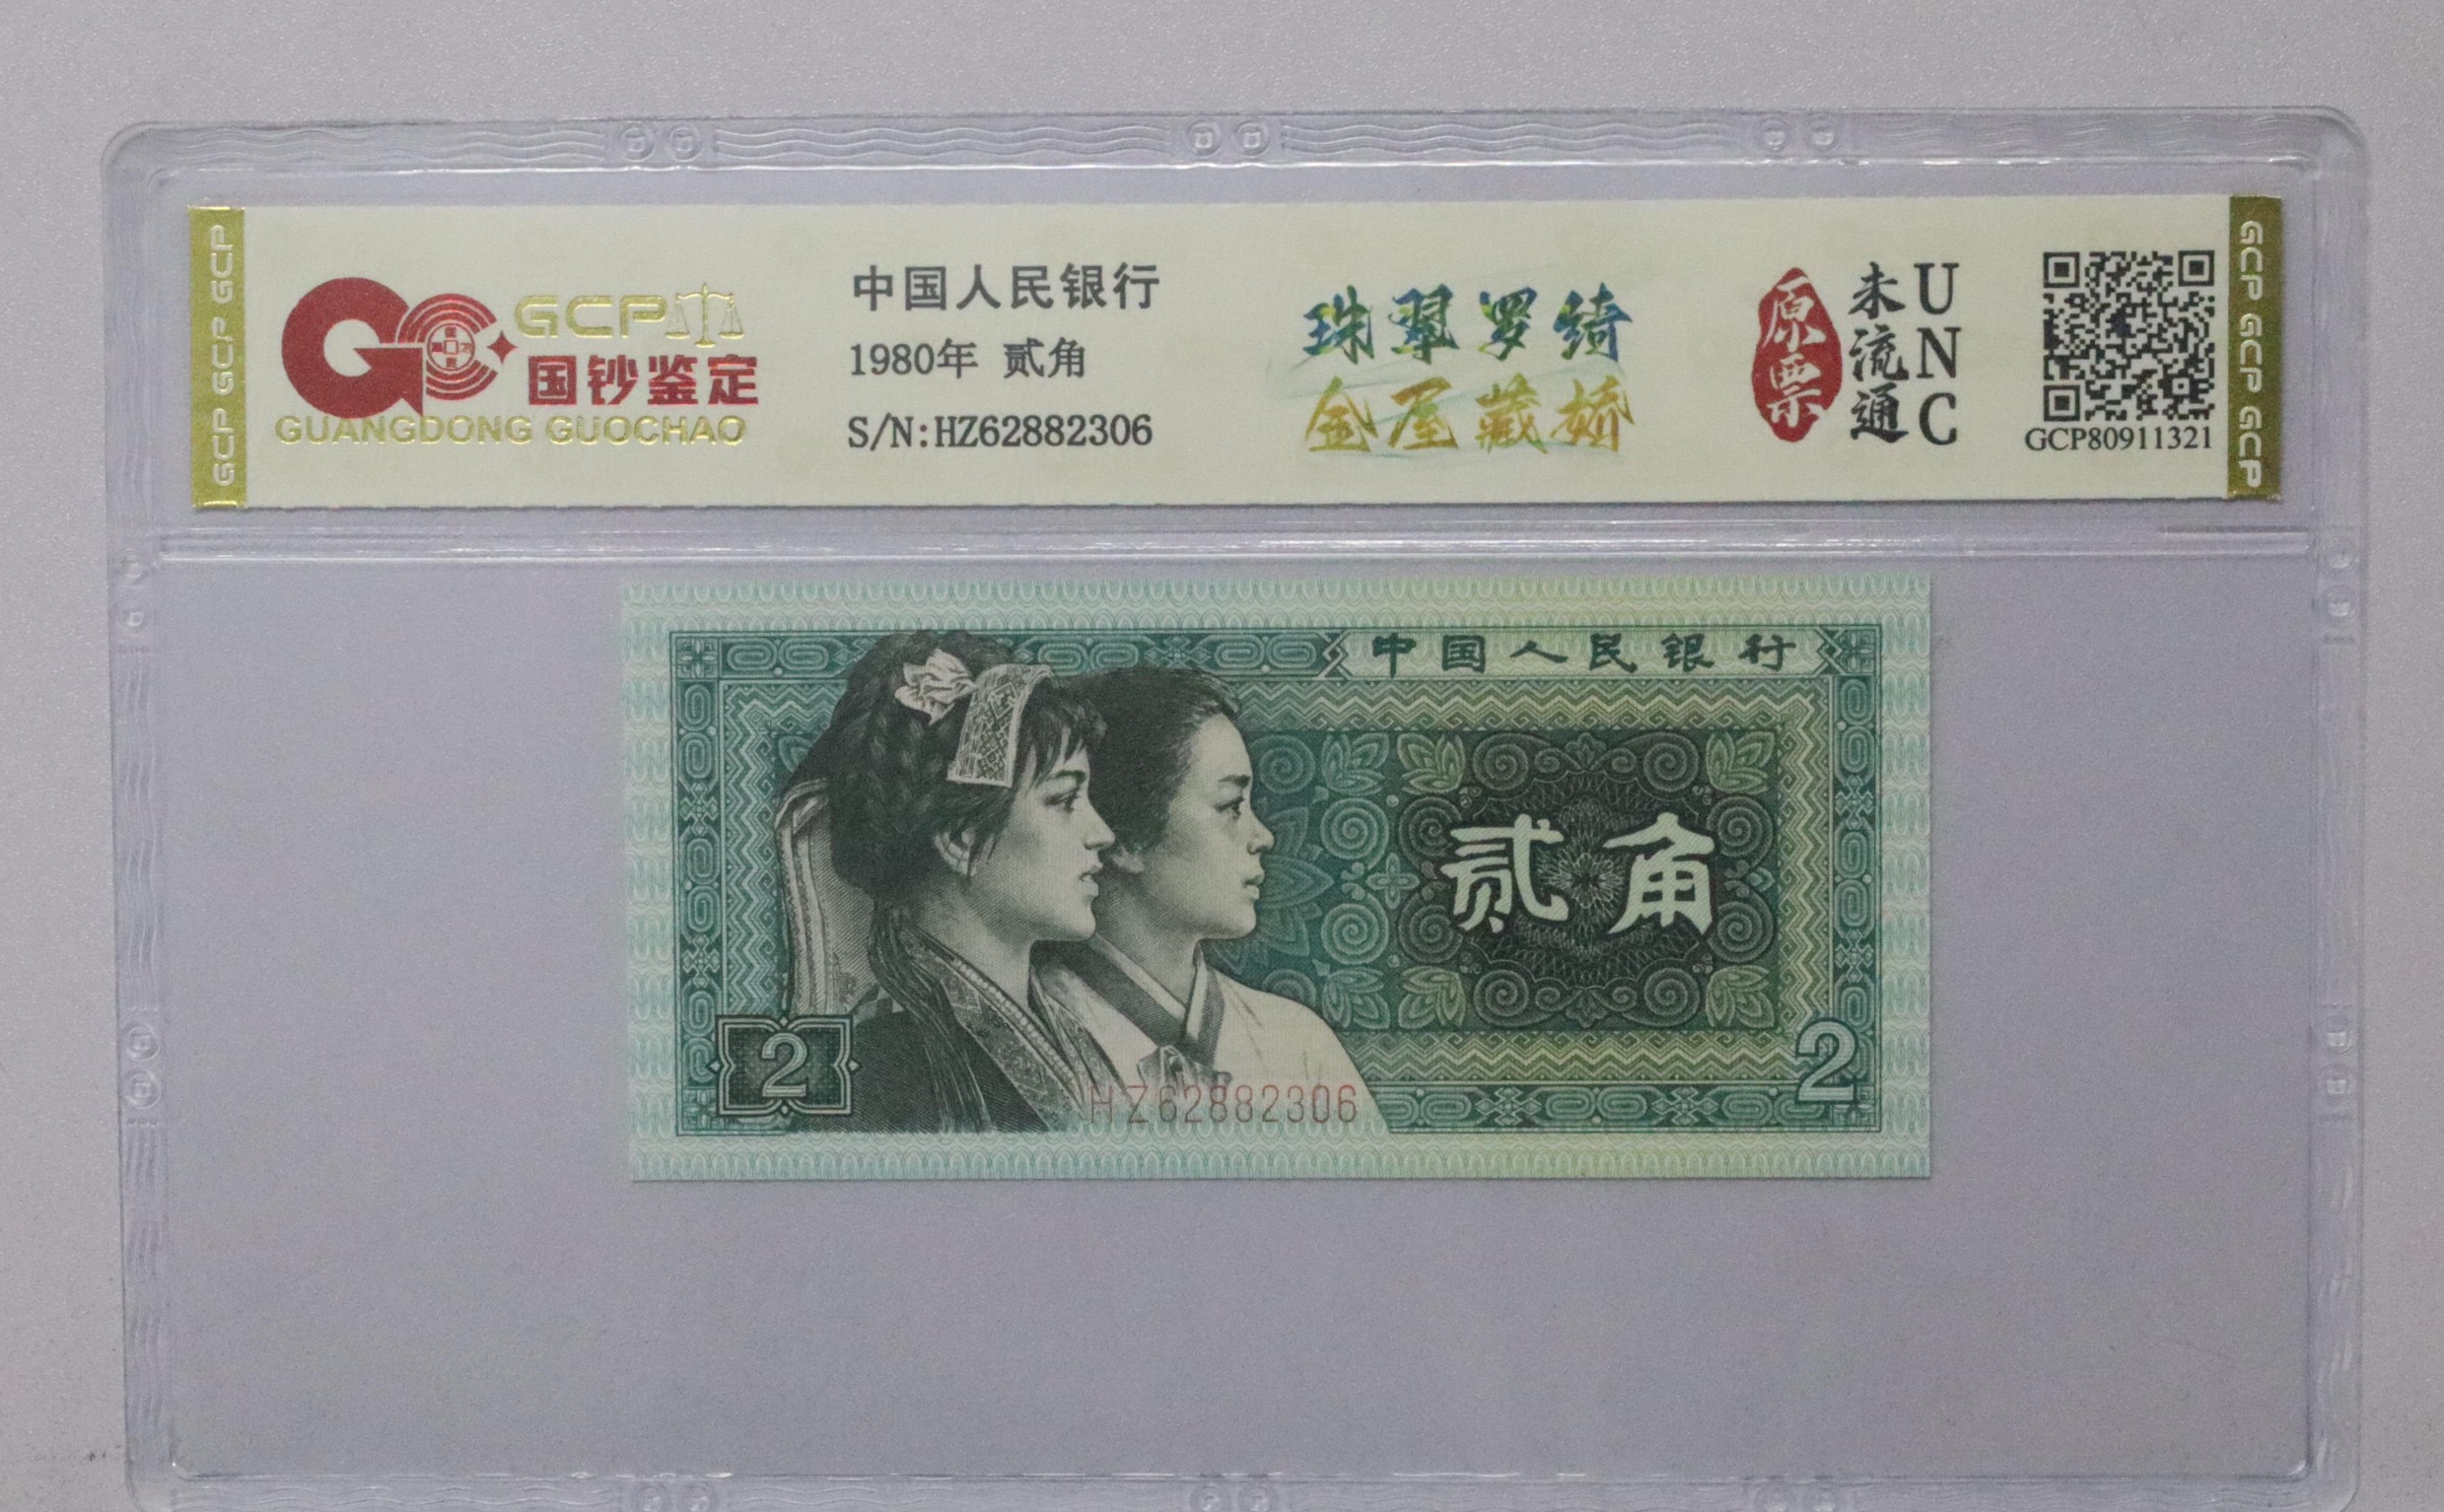 GCP GCP GCP
GCP
国钞鉴定
GUANGDONG GUOCHAO
中国人民银行
1980年 贰角
S/N:HZ62882306
珠翠罗绮
金屋藏娇
原票
未流通
UNC
GCP80911321
GCP GCP GCP
中国人民银行
贰角
2
2
HZ62882306